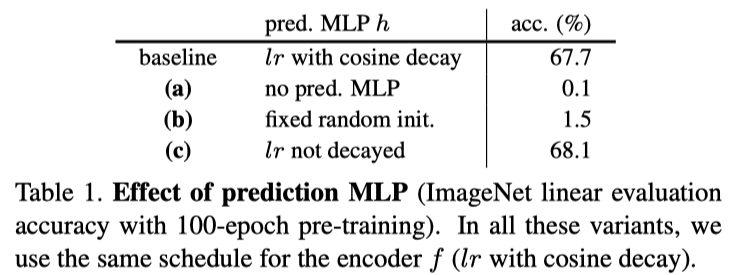 pred. MLP h acc. (%)
baseline lr with cosine decay 67.7
(a) no pred. MLP 0.1
(b) fixed random init. 1.5
(c) lr not decayed 68.1
Table 1. Effect of prediction MLP (ImageNet linear evaluation
accuracy with 100-epoch pre-training). In all these variants, we
use the same schedule for the encoder f (lr with cosine decay).